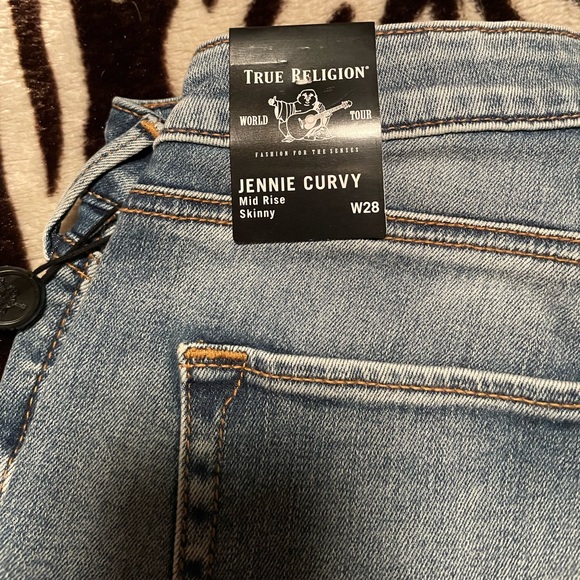 TRUE RELIGION®
WORLD TOUR
FASHION FOR THE SENSES
JENNIE CURVY
Mid Rise
Skinny W28